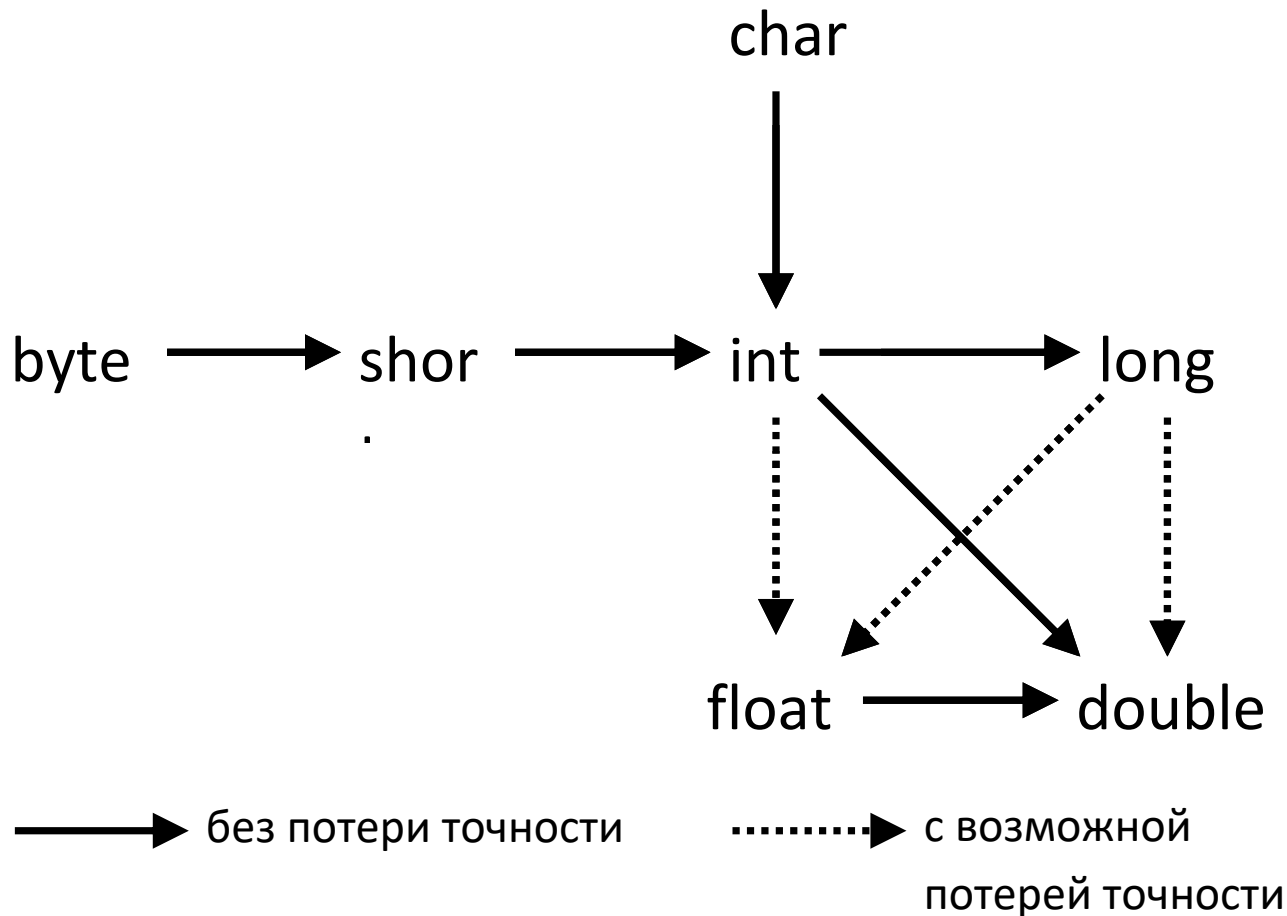 char
byte
shor
int
long
float
double
без потери точности
с возможной
потерей точности